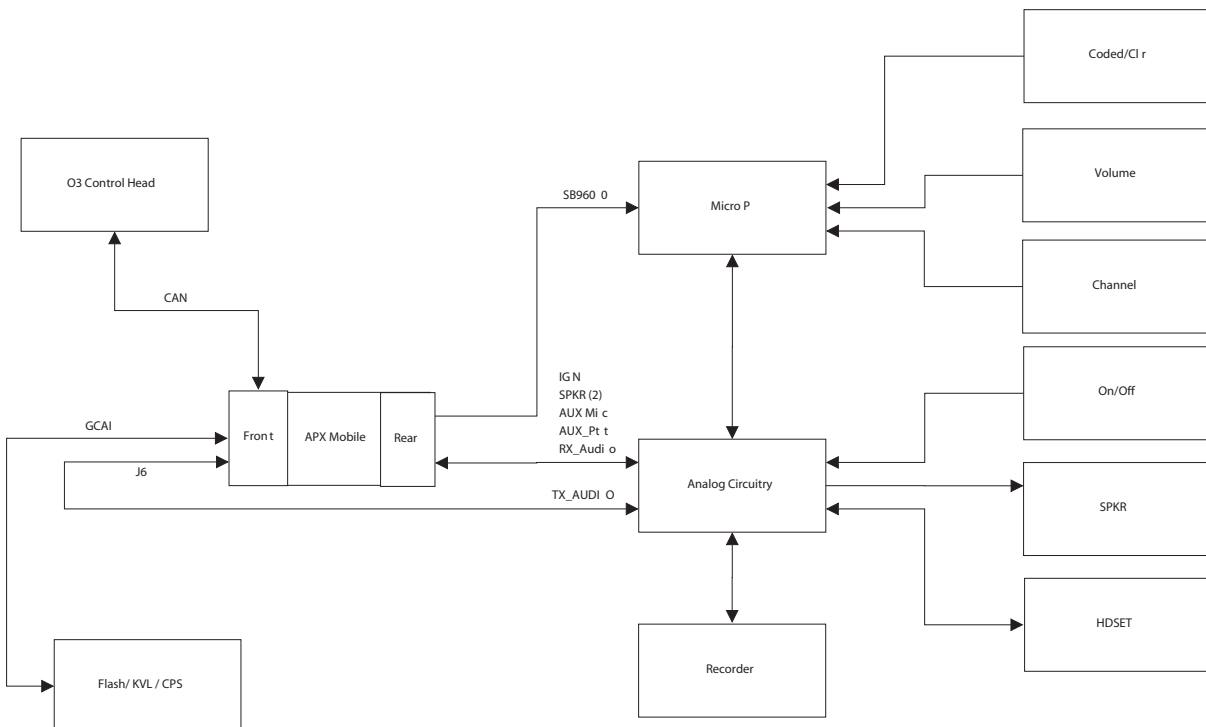 Coded/Cl r
O3 Control Head
Volume
SB960 0
Micro P
Channel
CAN
IG N
SPKR (2)
AUX Mi c
AUX_Pt t
RX_Audi o
On/Off
GCAI
Fron t
APX Mobile
Rear
J6
TX_AUDI O
Analog Circuitry
SPKR
HDSET
Recorder
Flash/ KVL / CPS